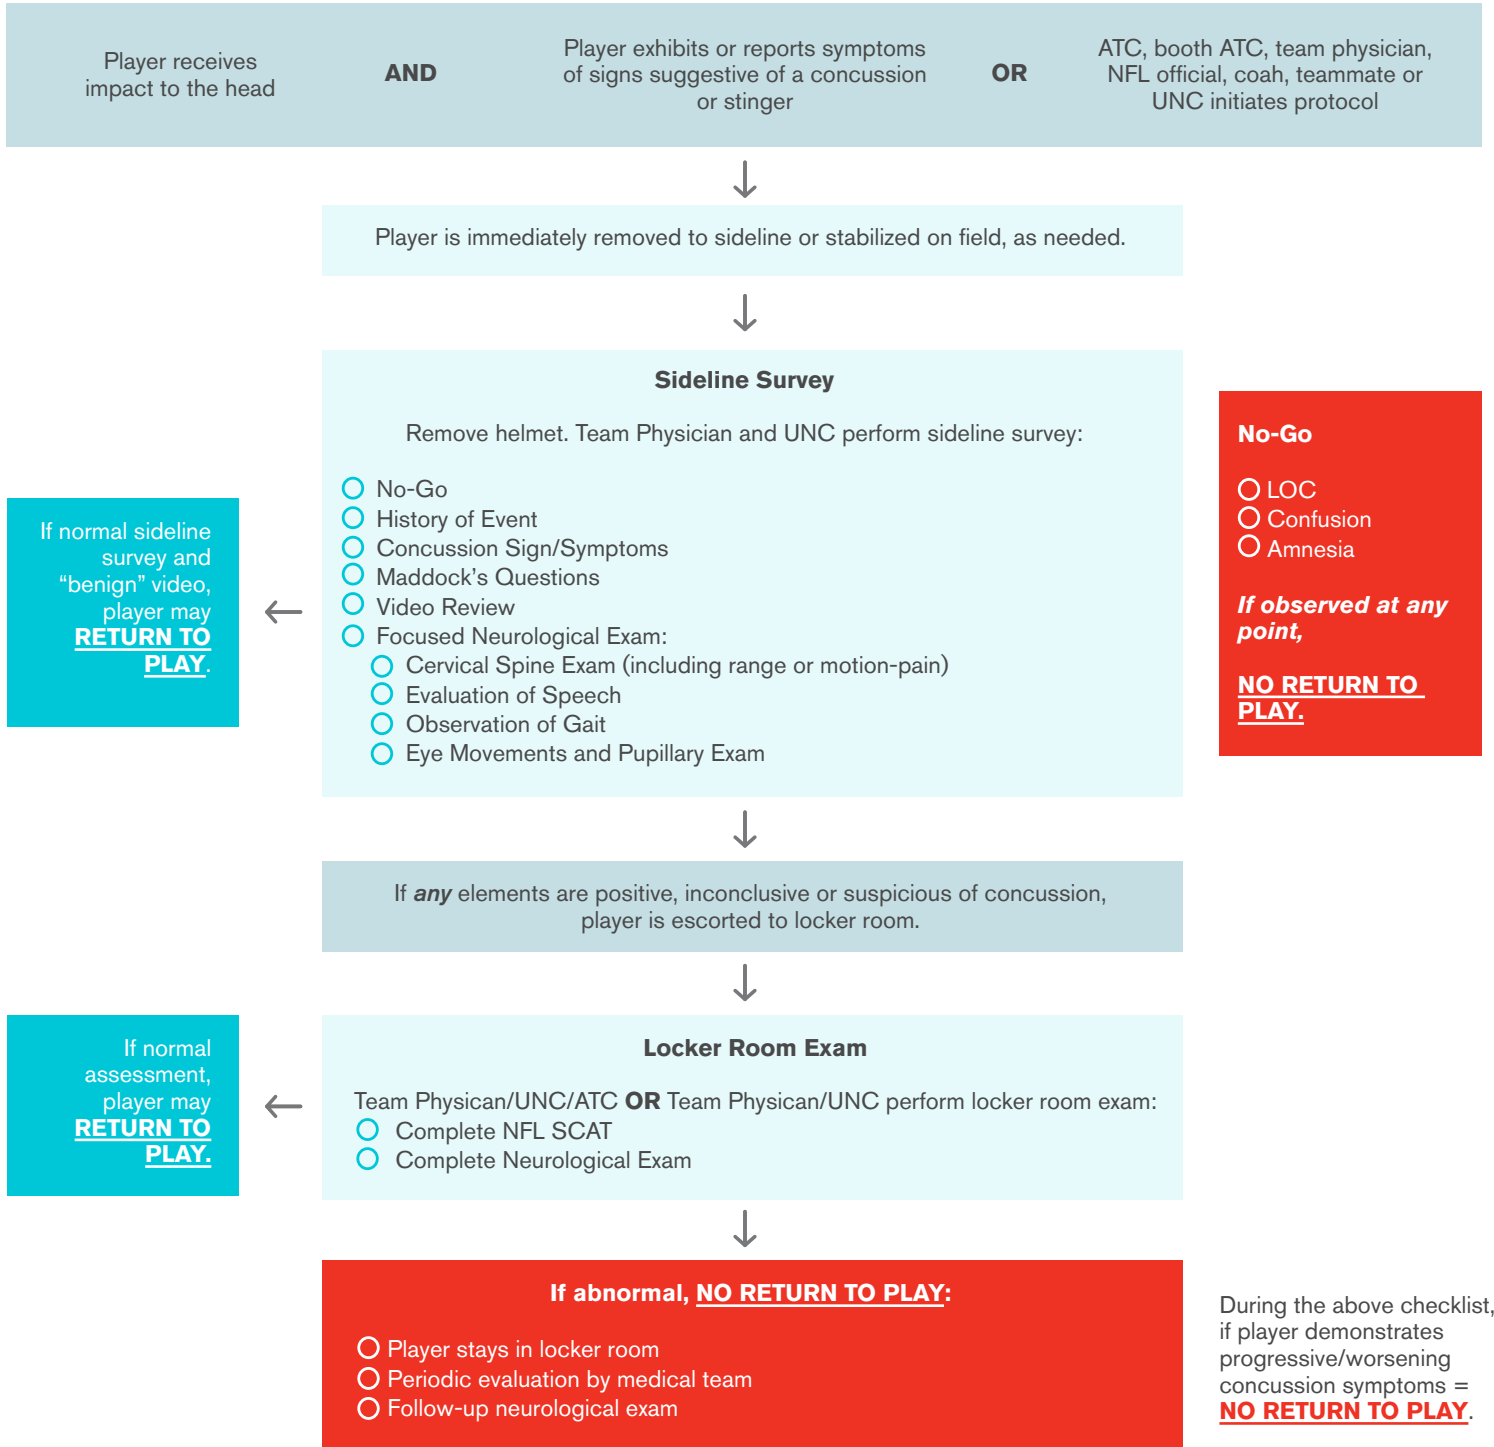 Player receives
impact to the head
AND
Player exhibits or reports symptoms
of signs suggestive of a concussion
or stinger
OR
ATC, booth ATC, team physician,
NFL official, coah, teammate or
UNC initiates protocol
Player is immediately removed to sideline or stabilized on field, as needed.
Sideline Survey
Remove helmet. Team Physician and UNC perform sideline survey:
No-Go
History of Event
Concussion Sign/Symptoms
Maddock's Questions
Video Review
Focused Neurological Exam:
Cervical Spine Exam (including range or motion-pain)
Evaluation of Speech
Observation of Gait
Eye Movements and Pupillary Exam
If normal sideline
survey and
“benign” video,
player may
RETURN TO
PLAY.
No-Go
LOC
Confusion
Amnesia
If observed at any
point,
NO RETURN TO
PLAY.
If any elements are positive, inconclusive or suspicious of concussion,
player is escorted to locker room.
If normal
assessment,
player may
RETURN TO
PLAY.
Locker Room Exam
Team Physican/UNC/ATC OR Team Physican/UNC perform locker room exam:
Complete NFL SCAT
Complete Neurological Exam
If abnormal, NO RETURN TO PLAY:
Player stays in locker room
Periodic evaluation by medical team
Follow-up neurological exam
During the above checklist,
if player demonstrates
progressive/worsening
concussion symptoms =
NO RETURN TO PLAY.